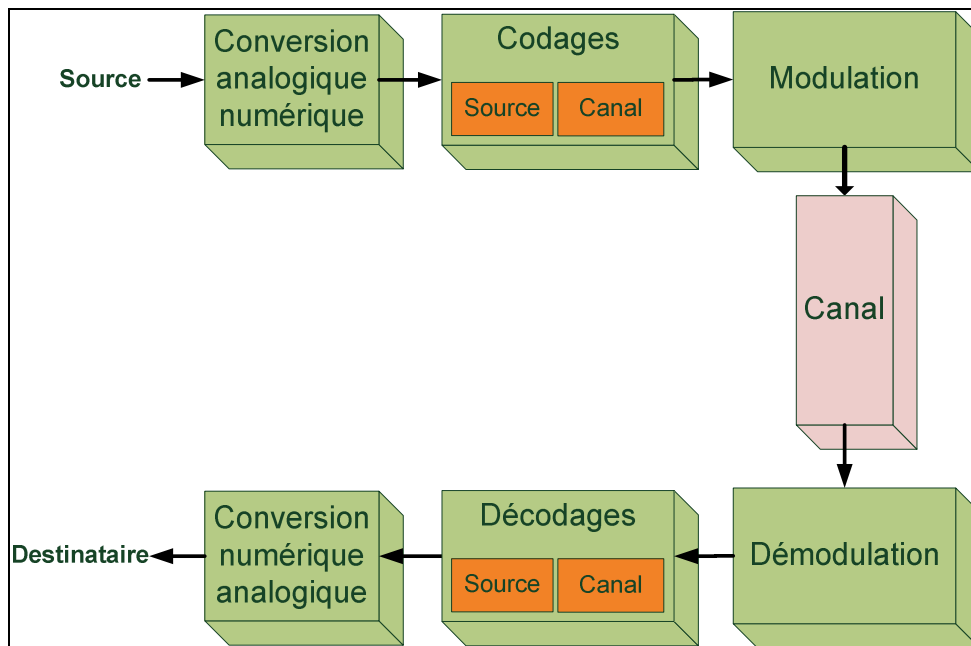 Source
Conversion
analogique
numérique
Codages
Source
Canal
Modulation
Canal
Destinataire
Conversion
numérique
analogique
Décodages
Source
Canal
Démodulation